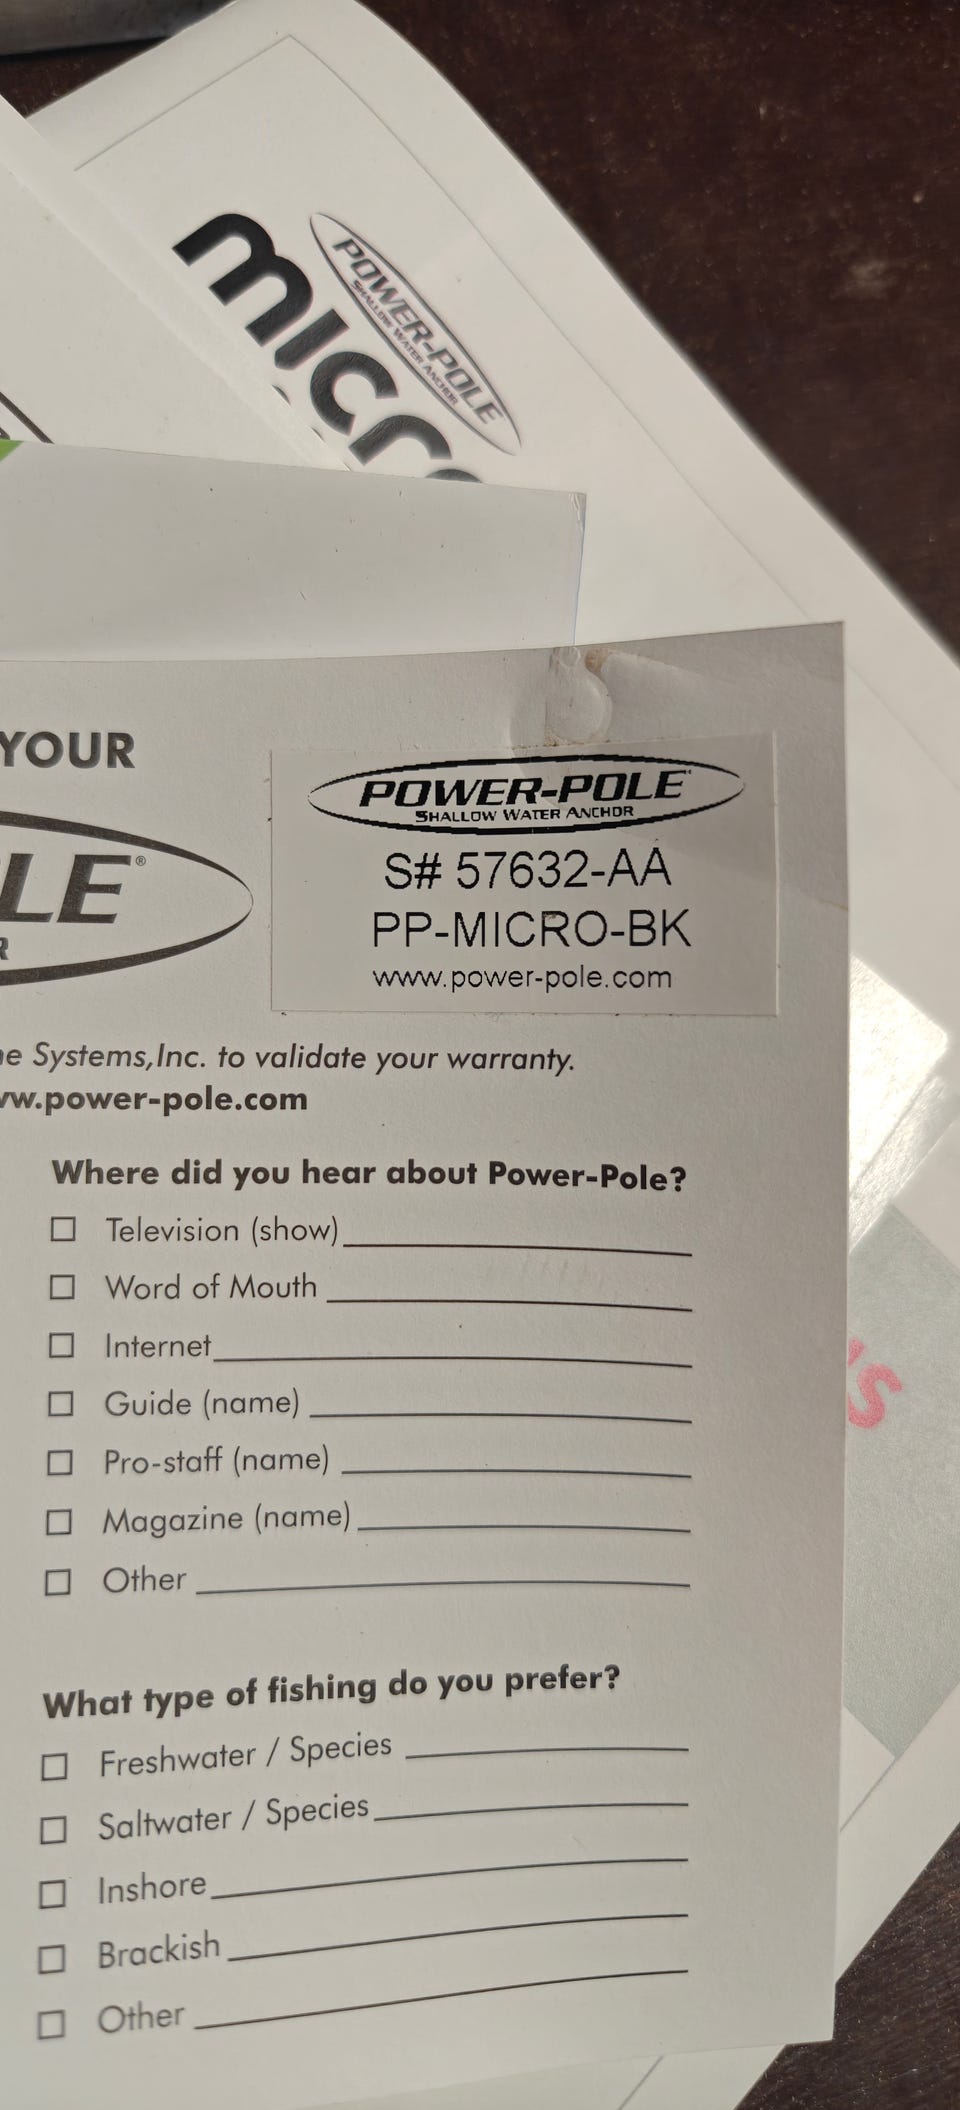 micro
POWER-POLE
SHALLOW WATER ANCHOR
YOUR
LE®
R
POWER-POLE
SHALLOW WATER ANCHOR
S# 57632-AA
PP-MICRO-BK
www.power-pole.com
ne Systems,Inc. to validate your warranty.
ww.power-pole.com
Where did you hear about Power-Pole?
Television (show)
Word of Mouth
Internet
Guide (name)
Pro-staff (name)
Magazine (name)
Other
'S
What type of fishing do you prefer?
Freshwater / Species
Saltwater / Species
Inshore
Brackish
Other